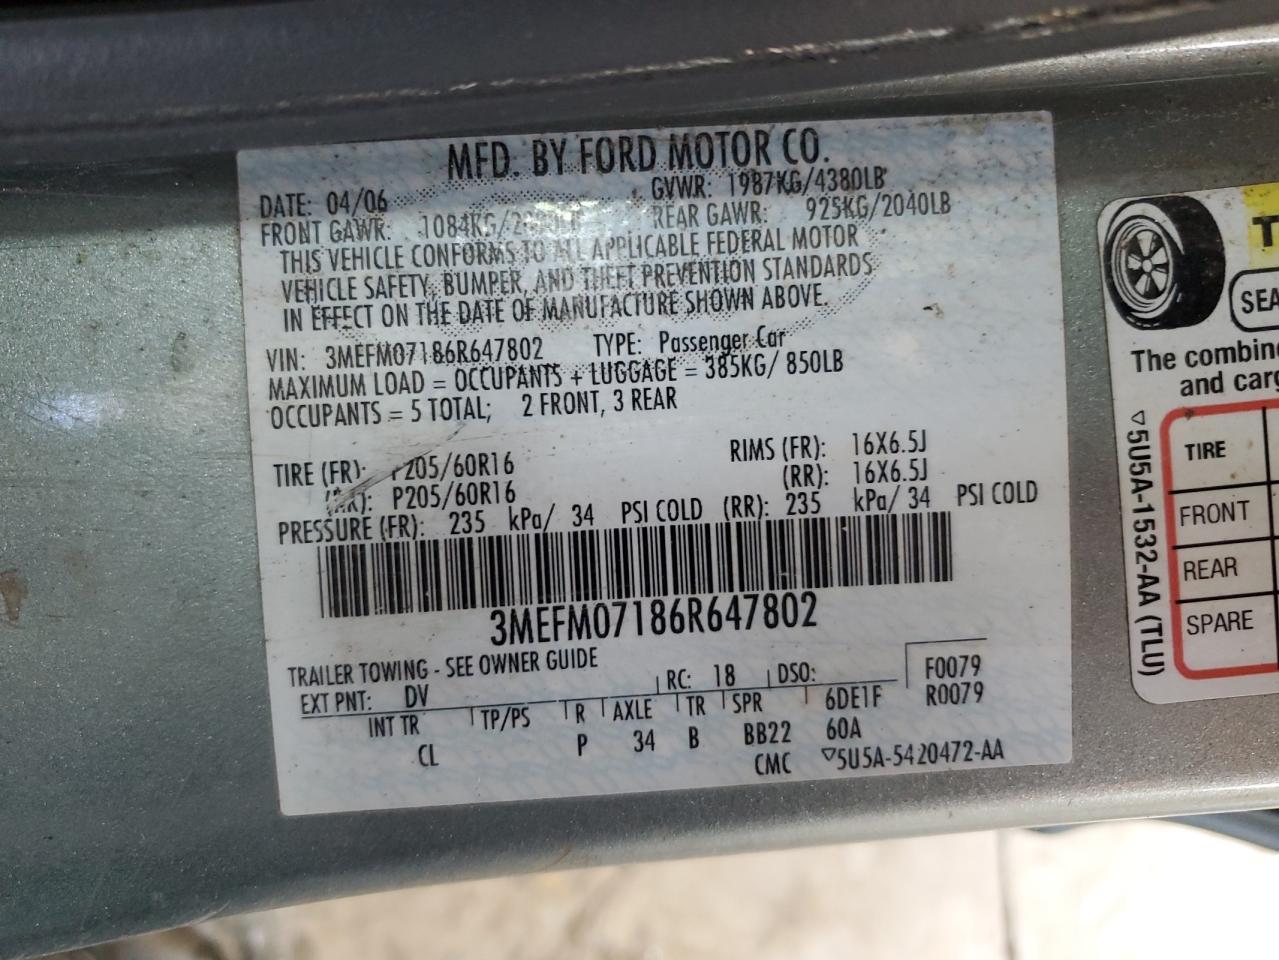 MFD. BY FORD MOTOR CO.
DATE: 04/06 GVWR: 1987KG/4380LB
FRONT GAWR: 1084KG/ REAR GAWR: 925KG/2040LB
THIS VEHICLE CONFORMS TO ALL APPLICABLE FEDERAL MOTOR
VEHICLE SAFETY, BUMPER, AND THEFT PREVENTION STANDARDS
IN EFFECT ON THE DATE OF MANUFACTURE SHOWN ABOVE.
VIN: 3MEFM07186R647802 TYPE: Passenger Car
MAXIMUM LOAD = OCCUPANTS + LUGGAGE = 385KG/ 850LB
OCCUPANTS = 5 TOTAL; 2 FRONT, 3 REAR
TIRE (FR): P205/60R16 RIMS (FR): 16X6.5J
(RR): P205/60R16 (RR): 16X6.5J
PRESSURE (FR): 235 kPa/ 34 PSI COLD (RR): 235 kPa/ 34 PSI COLD
3MEFM07186R647802
TRAILER TOWING - SEE OWNER GUIDE
EXT PNT: DV RC: 18 DSO: F0079
INT TR TP/PS R AXLE TR SPR 6DE1F R0079
CL P 34 B BB22 60A
CMC ▽5U5A-5420472-AA
SEA
The combin
and carg
TIRE
FRONT
REAR
SPARE
▽5U5A-1532-AA (TLU)